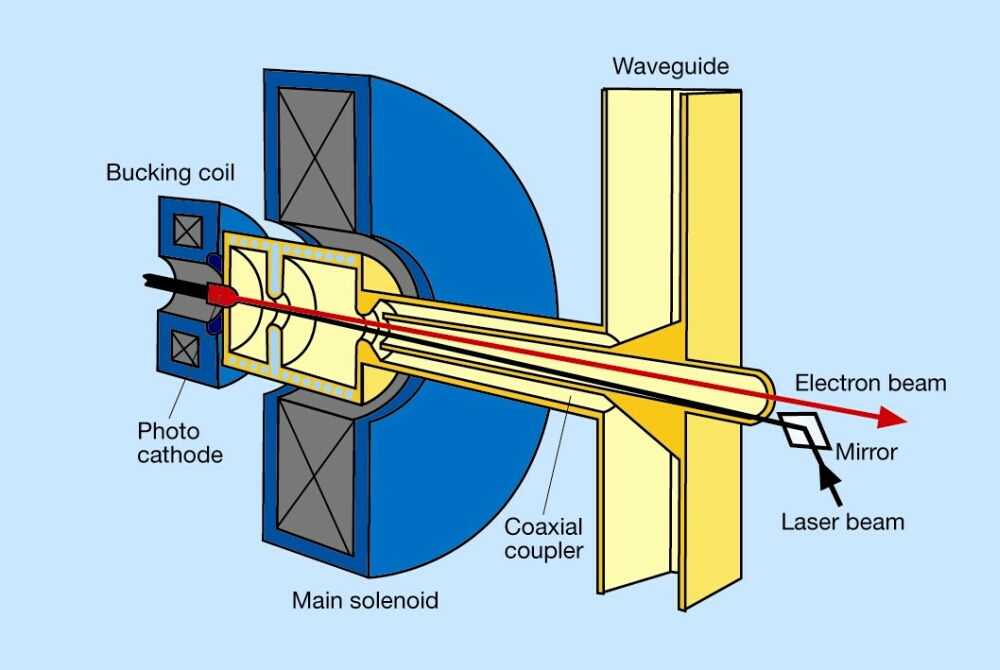 Waveguide
Bucking coil
Electron beam
Photo
cathode
Mirror
Laser beam
Coaxial
coupler
Main solenoid